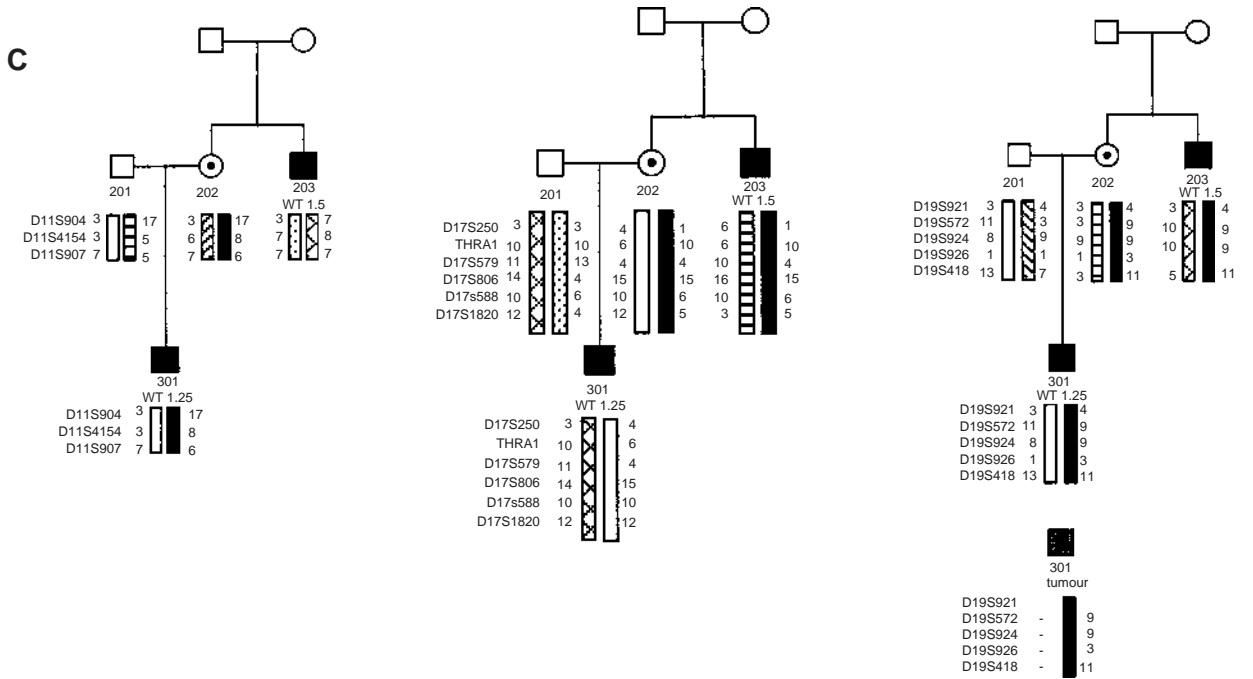 C
201
202
203
WT 1.5
D11S904 3 17 3 17 3 7
D11S4154 3 5 6 8 7 8
D11S907 7 5 7 6 7 7
301
WT 1.25
D11S904 3 17
D11S4154 3 8
D11S907 7 6
201
202
203
WT 1.5
D17S250 3 3 4 1 6 1
THRA1 10 10 6 10 6 10
D17S579 11 13 4 4 10 4
D17S806 14 4 15 15 16 15
D17s588 10 6 10 6 10 6
D17S1820 12 4 12 5 3 5
301
WT 1.25
D17S250 3 4
THRA1 10 6
D17S579 11 4
D17S806 14 15
D17s588 10 10
D17S1820 12 12
201
202
203
WT 1.5
D19S921 3 4 3 4 3 4
D19S572 11 3 3 9 10 9
D19S924 8 9 9 9 10 9
D19S926 1 1 1 3
D19S418 13 7 3 11 5 11
301
WT 1.25
D19S921 3 4
D19S572 11 9
D19S924 8 9
D19S926 1 3
D19S418 13 11
301
tumour
D19S921
D19S572 - 9
D19S924 - 9
D19S926 - 3
D19S418 - 11